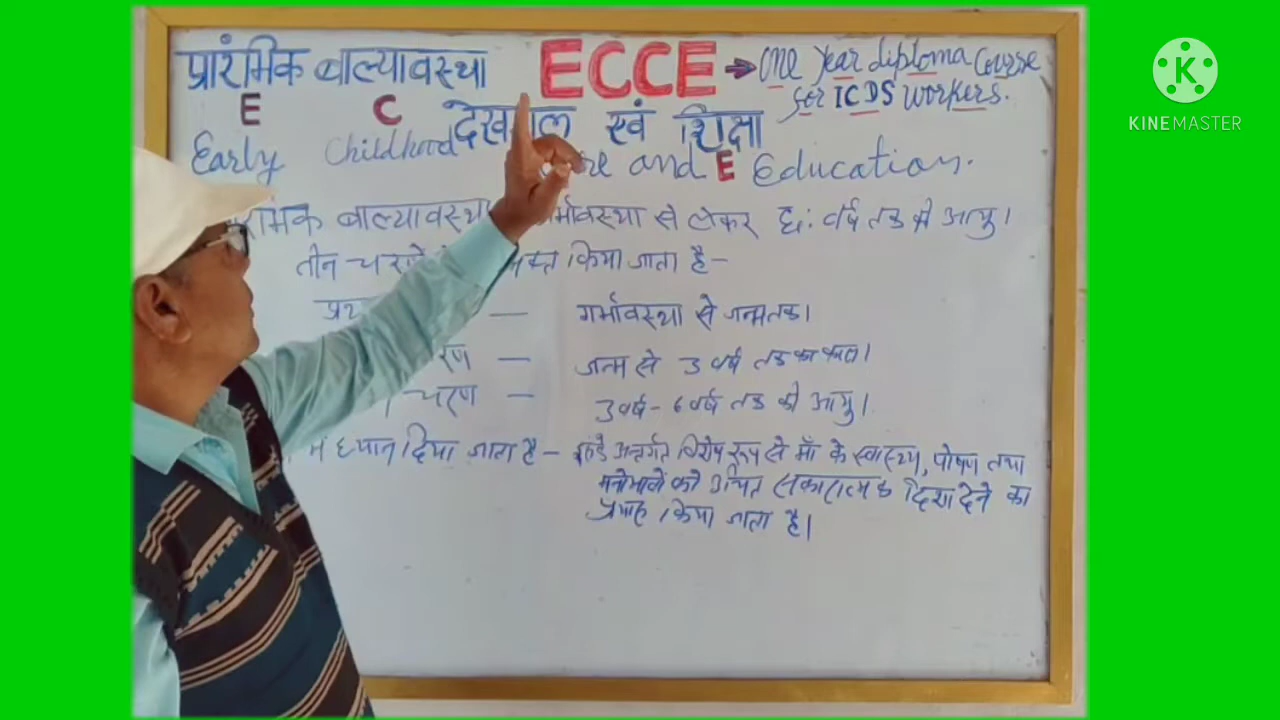 प्रारंभिक बाल्यावस्था ECCE → One Year diploma Course
for ICDS workers.
E C देखभाल एवं शिक्षा
Early Childhood and E Education.
बाल्यावस्था गर्भावस्था से लेकर छ: वर्ष तक की आयु।
तीन किया जाता है-
— गर्भावस्था से जन्म तक।
— जन्म से 3 वर्ष तक का काल।
चरण — 3 वर्ष - 6 वर्ष तक की आयु।
ध्यान दिया जाता है - अन्तर्गत विशेष रूप से माँ के स्वास्थ्य, पोषण तथा
मनोभावों को उचित सकारात्मक दिशा देने का
प्रयास किया जाता है।
KINEMASTER